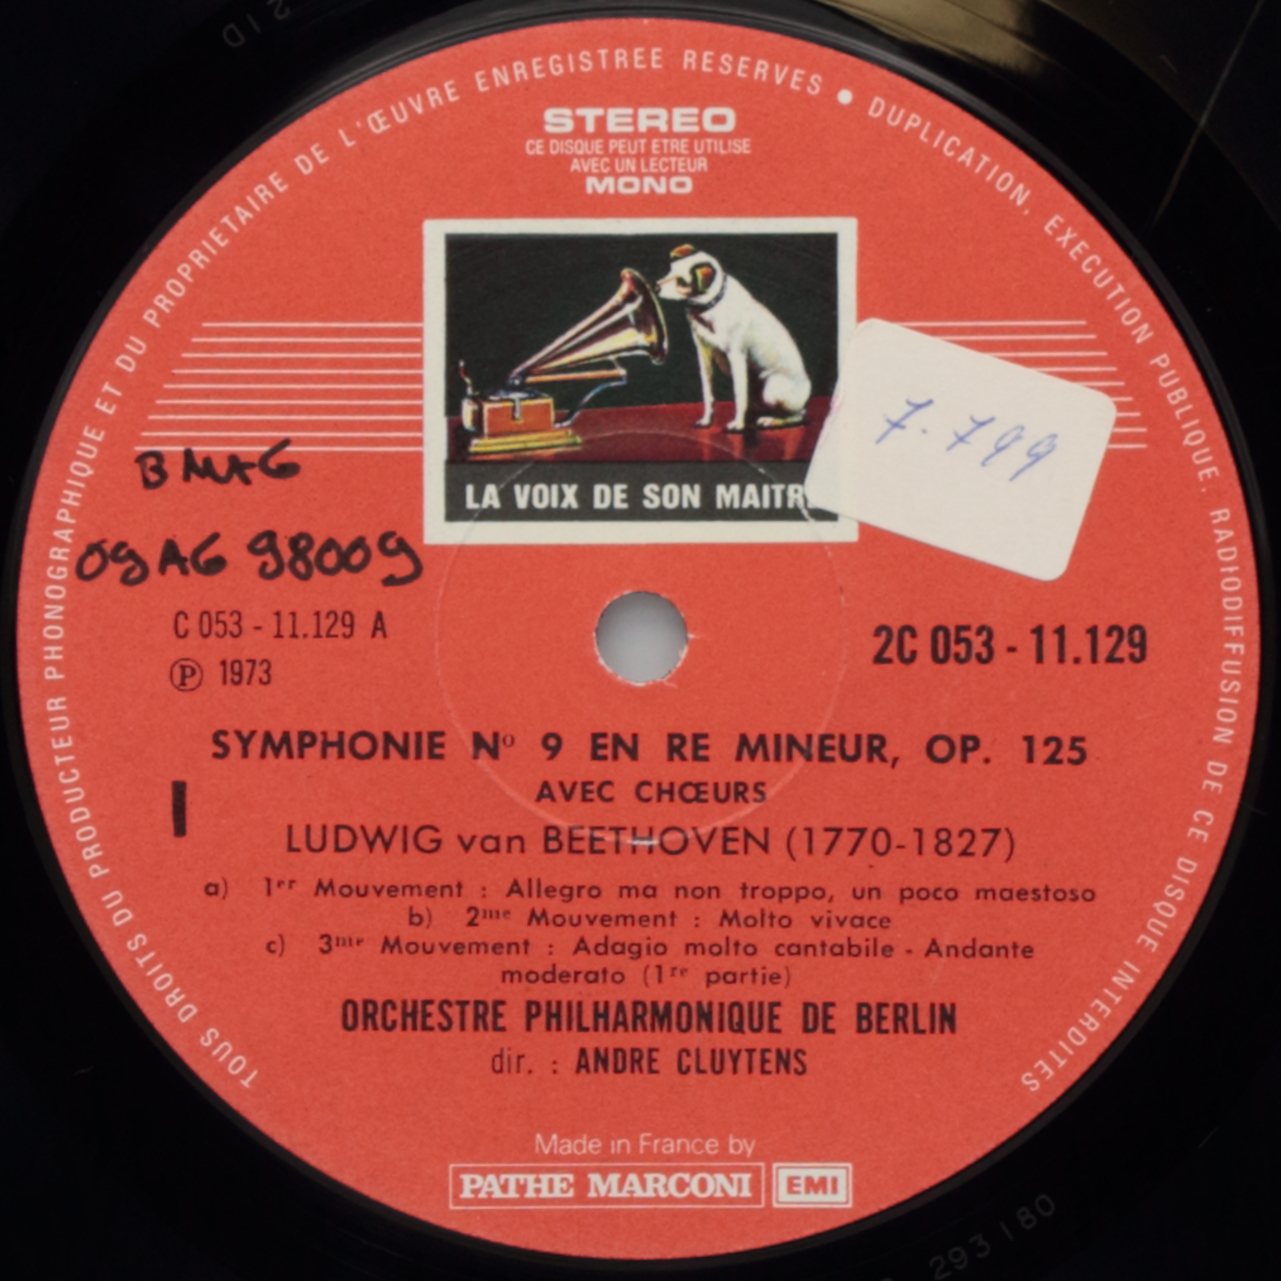 TOUS DROITS DU PRODUCTEUR PHONOGRAPHIQUE ET DU PROPRIETAIRE DE L'ŒUVRE ENREGISTREE RESERVES • DUPLICATION, EXECUTION PUBLIQUE, RADIODIFFUSION DE CE DISQUE INTERDITES
STEREO
CE DISQUE PEUT ETRE UTILISE
AVEC UN LECTEUR
MONO
LA VOIX DE SON MAITR
7.799
B MAG
09AG 98009
C 053 - 11.129 A
℗ 1973
2C 053 - 11.129
SYMPHONIE Nº 9 EN RE MINEUR, OP. 125
AVEC CHŒURS
I
LUDWIG van BEETHOVEN (1770-1827)
a) 1er Mouvement : Allegro ma non troppo, un poco maestoso
b) 2me Mouvement : Molto vivace
c) 3me Mouvement : Adagio molto cantabile - Andante
moderato (1re partie)
ORCHESTRE PHILHARMONIQUE DE BERLIN
dir. : ANDRE CLUYTENS
Made in France by
PATHE MARCONI EMI
293180